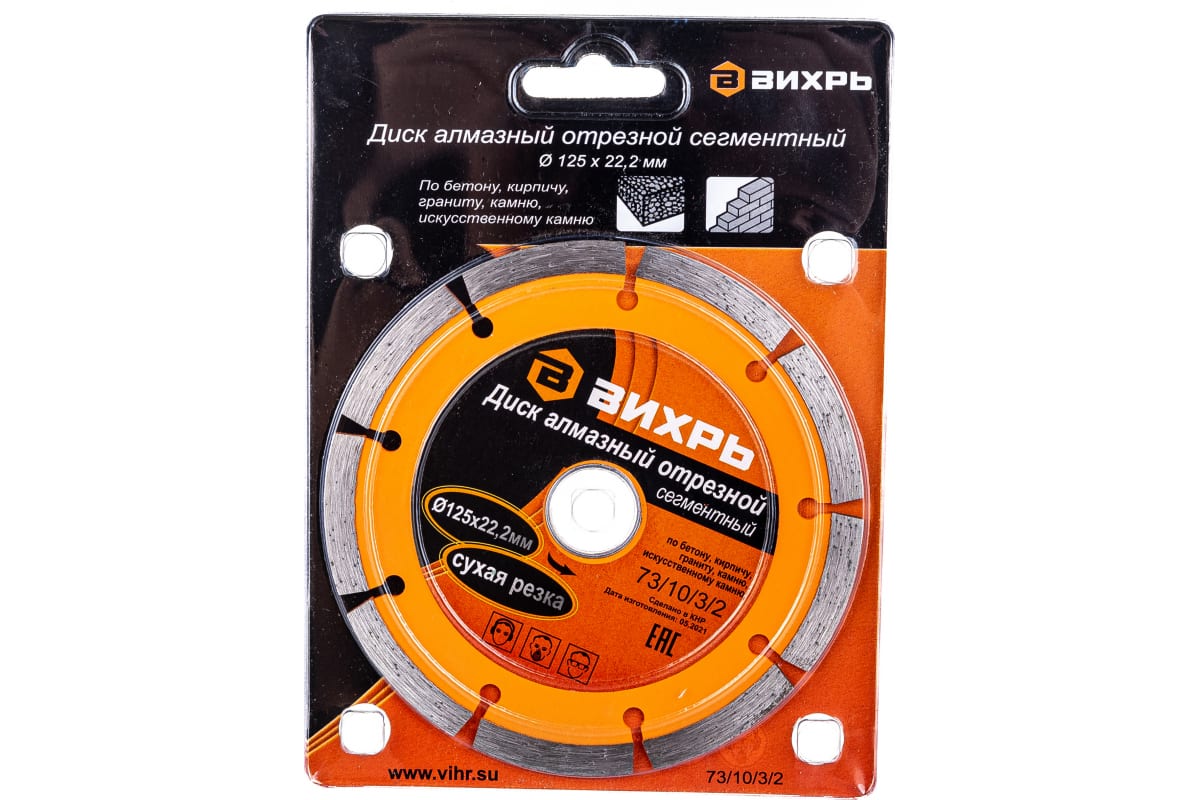 ВИХРЬ
Диск алмазный отрезной сегментный
Ø 125 x 22,2 мм
По бетону, кирпичу,
граниту, камню,
искусственному камню
В ВИХРЬ
Диск алмазный отрезной
сегментный
Ø125x22,2мм
сухая резка
по бетону, кирпичу,
граниту, камню,
искусственному камню
73/10/3/2
Сделано в КНР
Дата изготовления: 05.2021
EAC
www.vihr.su
73/10/3/2